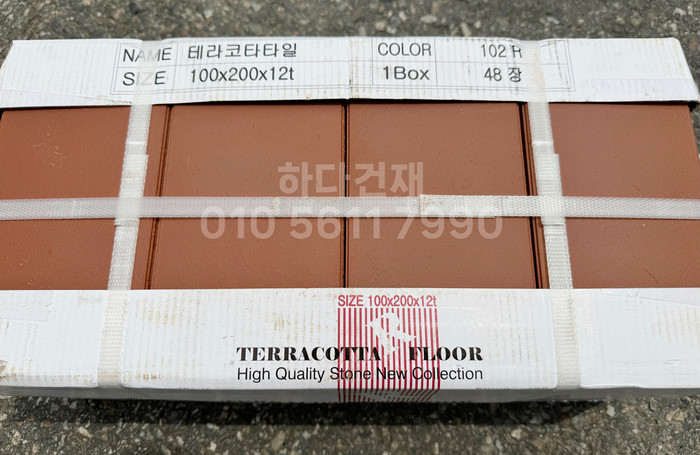 NAME 테라코타타일 COLOR 102 R
SIZE 100x200x12t 1Box 48 장
하다건재
010 5611 7990
SIZE 100x200x12t
TERRACOTTA FLOOR
High Quality Stone New Collection